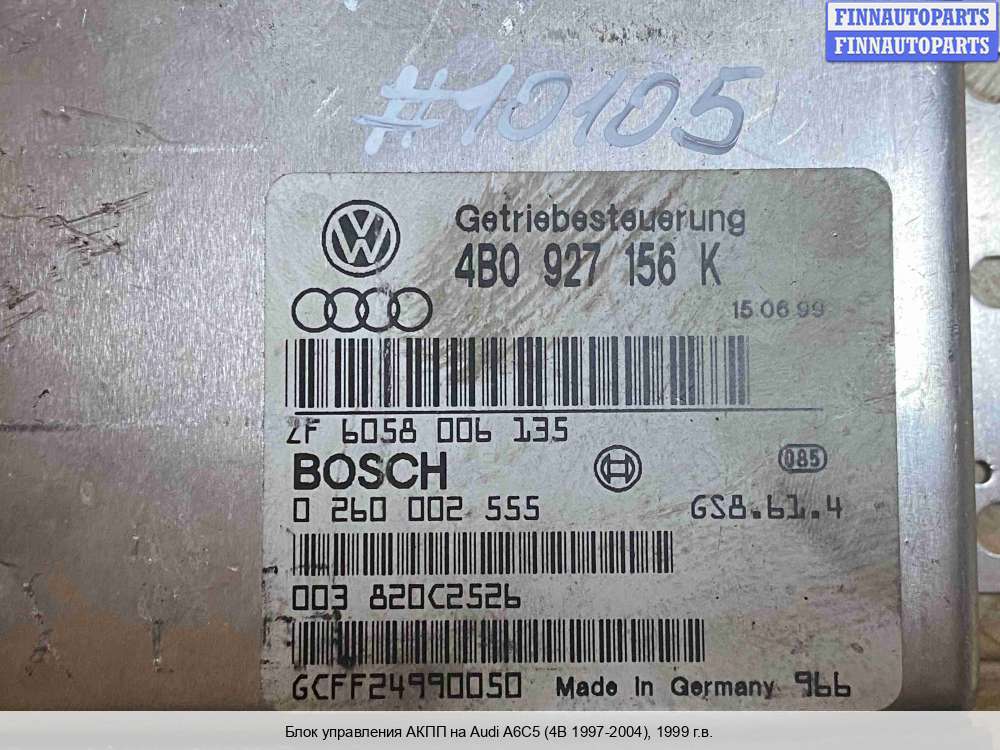 FINNAUTOPARTS
FINNAUTOPARTS
#10105
Getriebesteuerung
4B0 927 156 K
15.06.99
ZF 6058 006 135
BOSCH
085
0 260 002 555
GS8.61.4
003 820C2526
GCFF24990050
Made in Germany 966
Блок управления АКПП на Audi A6C5 (4B 1997-2004), 1999 г.в.